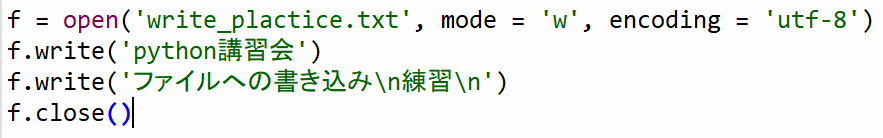 f = open('write_plactice.txt', mode = 'w', encoding = 'utf-8')
f.write('python講習会')
f.write('ファイルへの書き込み\n練習\n')
f.close()